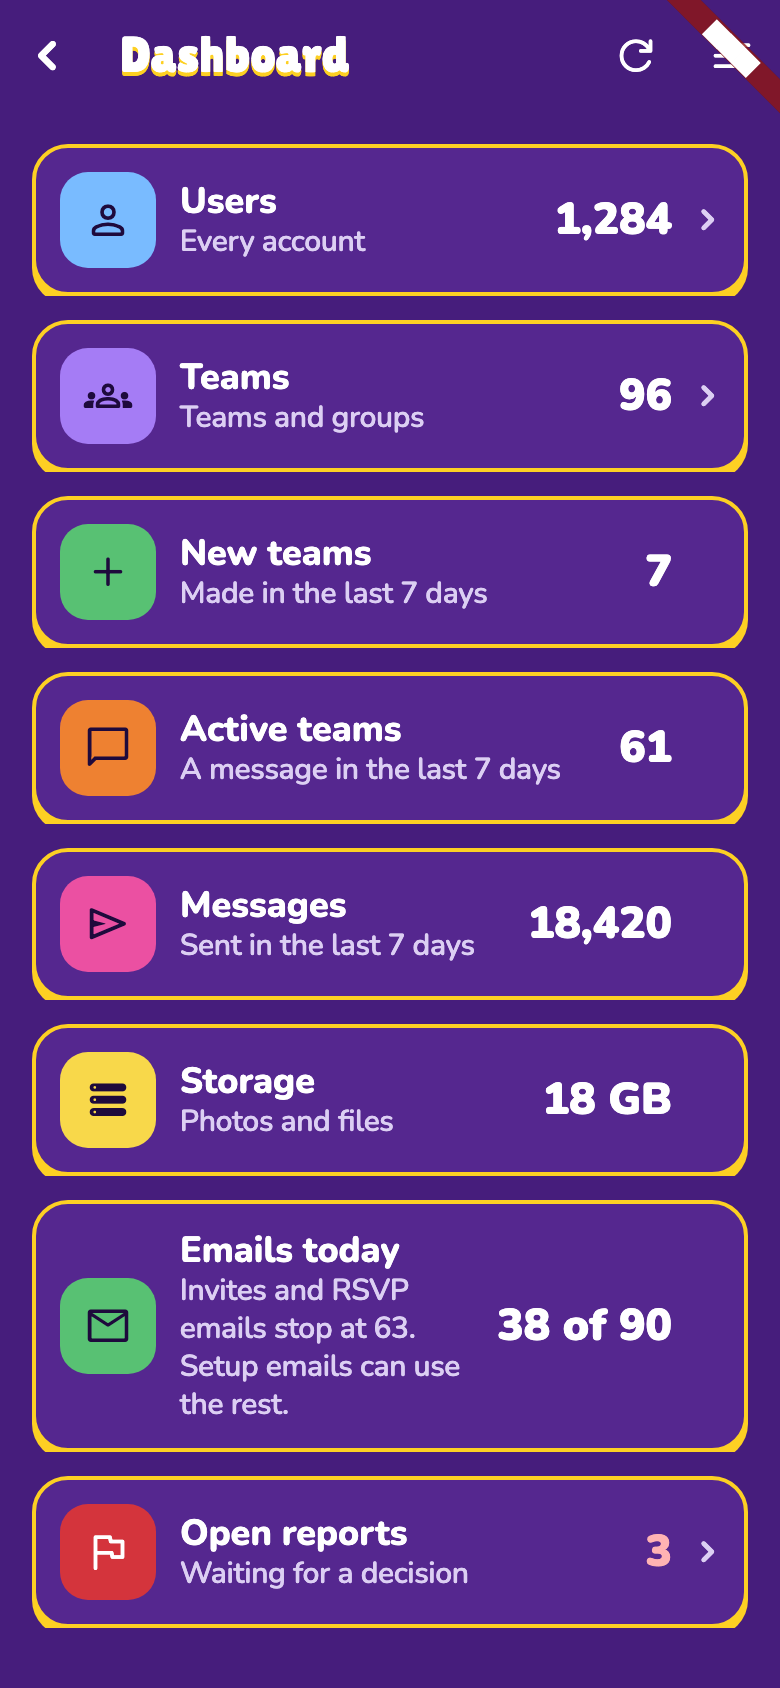 Dashboard
Users
Every account
1,284
Teams
Teams and groups
96
New teams
Made in the last 7 days
7
Active teams
A message in the last 7 days
61
Messages
Sent in the last 7 days
18,420
Storage
Photos and files
18 GB
Emails today
Invites and RSVP
emails stop at 63.
Setup emails can use
the rest.
38 of 90
Open reports
Waiting for a decision
3